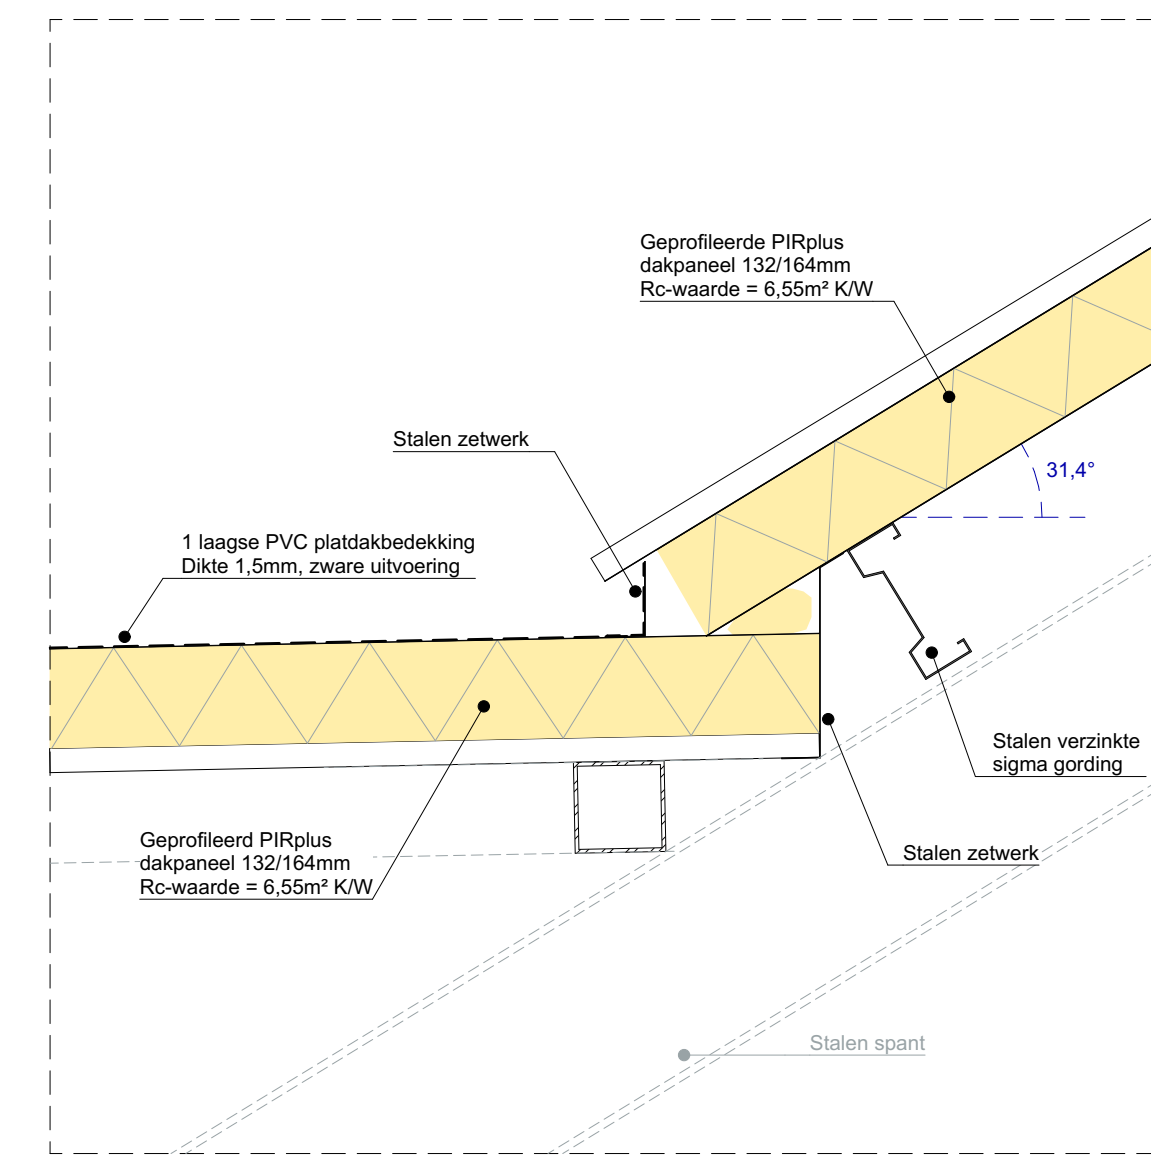 Geprofileerde PIRplus
dakpaneel 132/164mm
Rc-waarde = 6,55m² K/W
Stalen zetwerk
31,4°
1 laagse PVC platdakbedekking
Dikte 1,5mm, zware uitvoering
Stalen verzinkte
sigma gording
Geprofileerd PIRplus
dakpaneel 132/164mm
Rc-waarde = 6,55m² K/W
Stalen zetwerk
Stalen spant